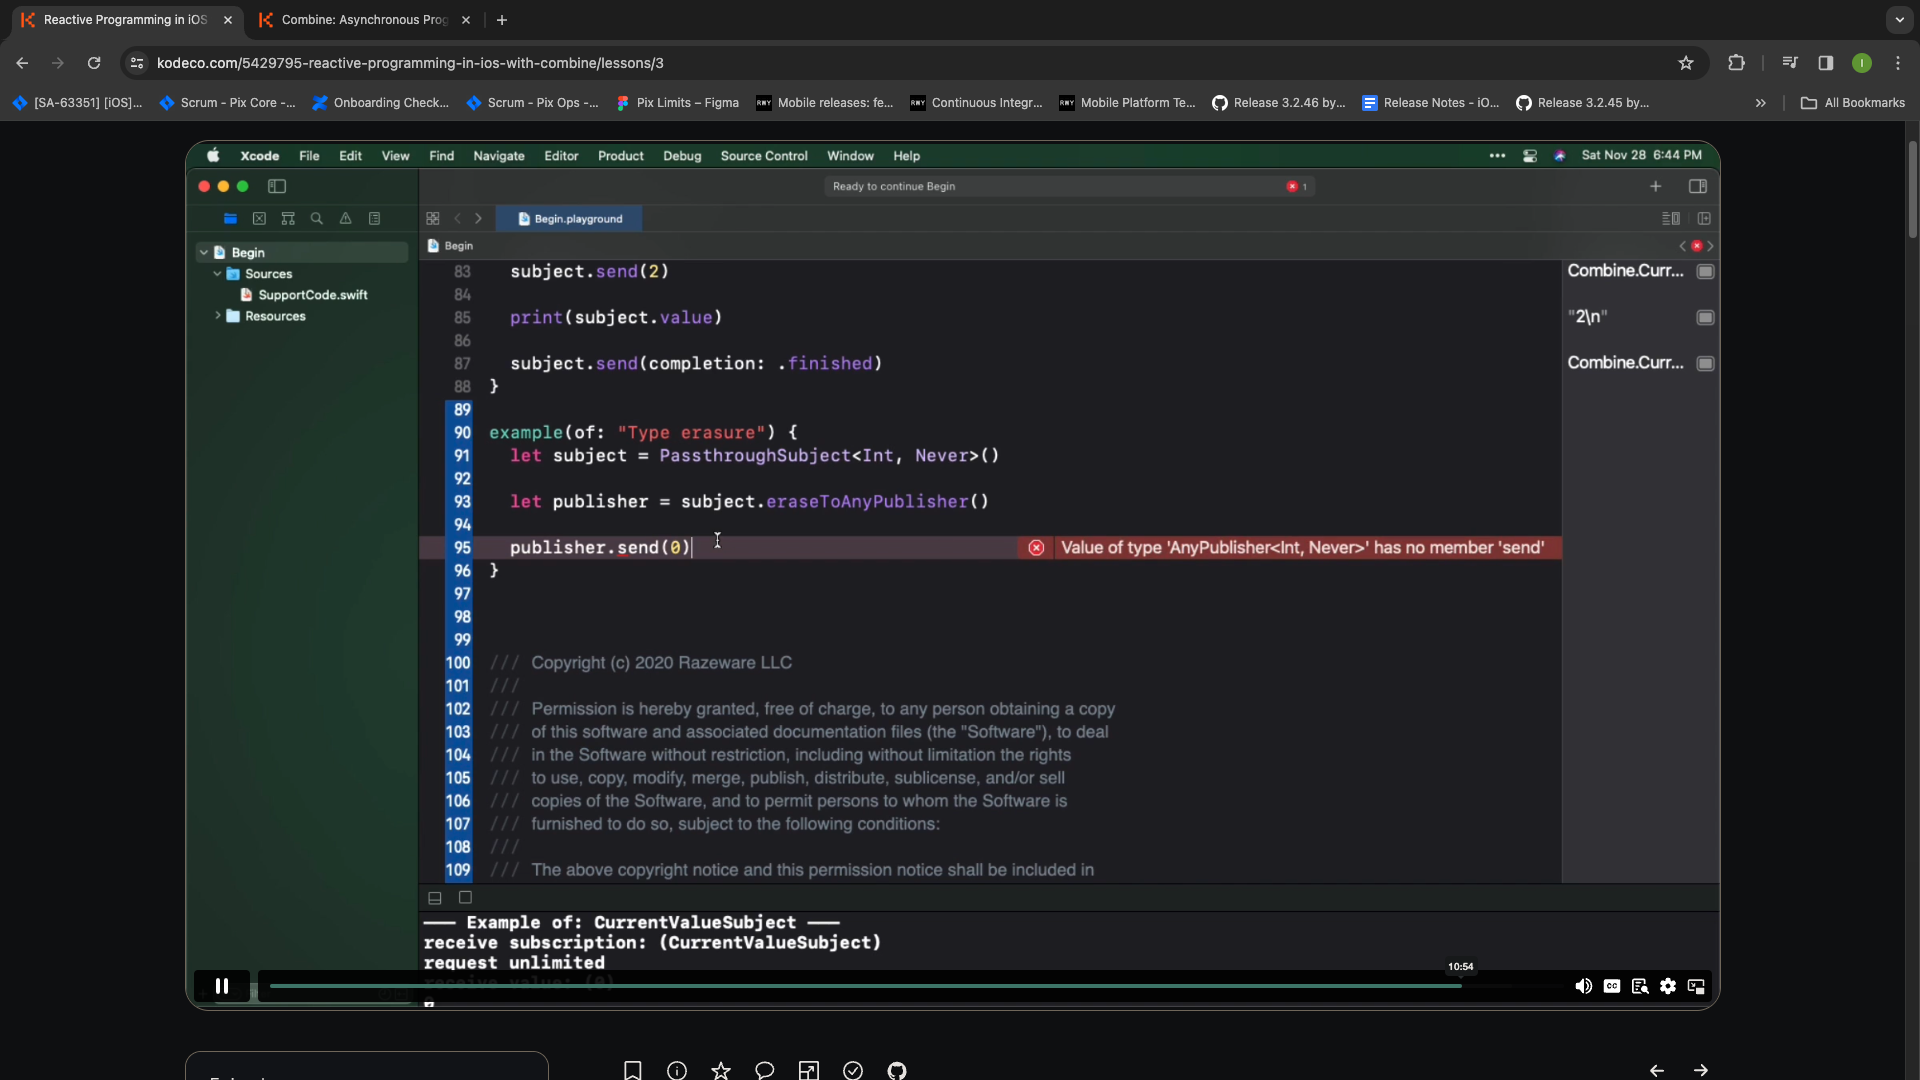 Reactive Programming in iOS
Combine: Asynchronous Prog
kodeco.com/5429795-reactive-programming-in-ios-with-combine/lessons/3
I
[SA-63351] [iOS]...
Scrum - Pix Core -...
Onboarding Check...
Scrum - Pix Ops -...
Pix Limits – Figma
RWY Mobile releases: fe...
RWY Continuous Integr...
RWY Mobile Platform Te...
Release 3.2.46 by...
Release Notes - iO...
Release 3.2.45 by...
All Bookmarks
Xcode File Edit View Find Navigate Editor Product Debug Source Control Window Help
Sat Nov 28 6:44 PM
Ready to continue Begin
1
Begin.playground
Begin
Sources
SupportCode.swift
Resources
Begin
83 subject.send(2)
Combine.Curr...
84
85 print(subject.value)
"2\n"
86
87 subject.send(completion: .finished)
Combine.Curr...
88 }
89
90 example(of: "Type erasure") {
91 let subject = PassthroughSubject<Int, Never>()
92
93 let publisher = subject.eraseToAnyPublisher()
94
95 publisher.send(0)
Value of type 'AnyPublisher<Int, Never>' has no member 'send'
96 }
97
98
99
100 /// Copyright (c) 2020 Razeware LLC
101 ///
102 /// Permission is hereby granted, free of charge, to any person obtaining a copy
103 /// of this software and associated documentation files (the "Software"), to deal
104 /// in the Software without restriction, including without limitation the rights
105 /// to use, copy, modify, merge, publish, distribute, sublicense, and/or sell
106 /// copies of the Software, and to permit persons to whom the Software is
107 /// furnished to do so, subject to the following conditions:
108 ///
109 /// The above copyright notice and this permission notice shall be included in
—— Example of: CurrentValueSubject ——
receive subscription: (CurrentValueSubject)
request unlimited
receive value: (0)
10:54
CC